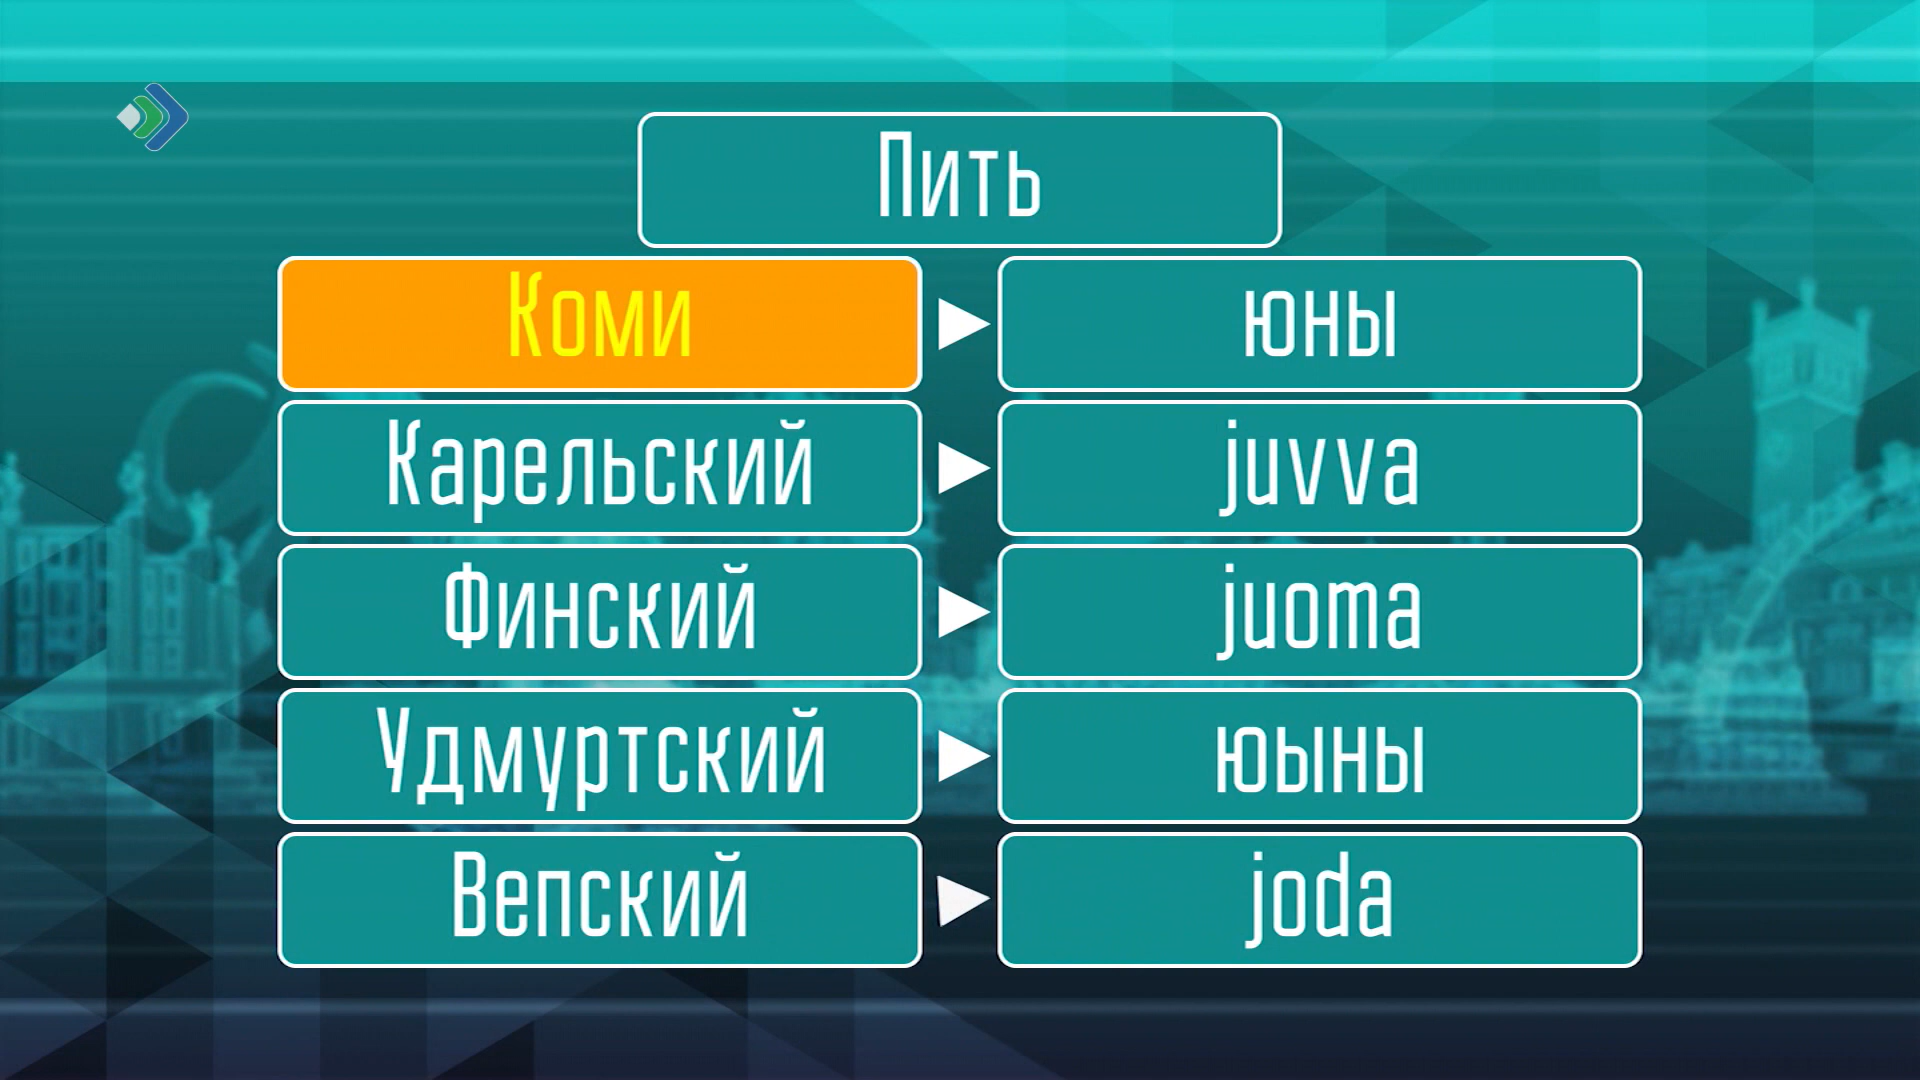 Пить
Коми ► юны
Карельский ► juvva
Финский ► juoma
Удмуртский ► юыны
Вепский ► joda